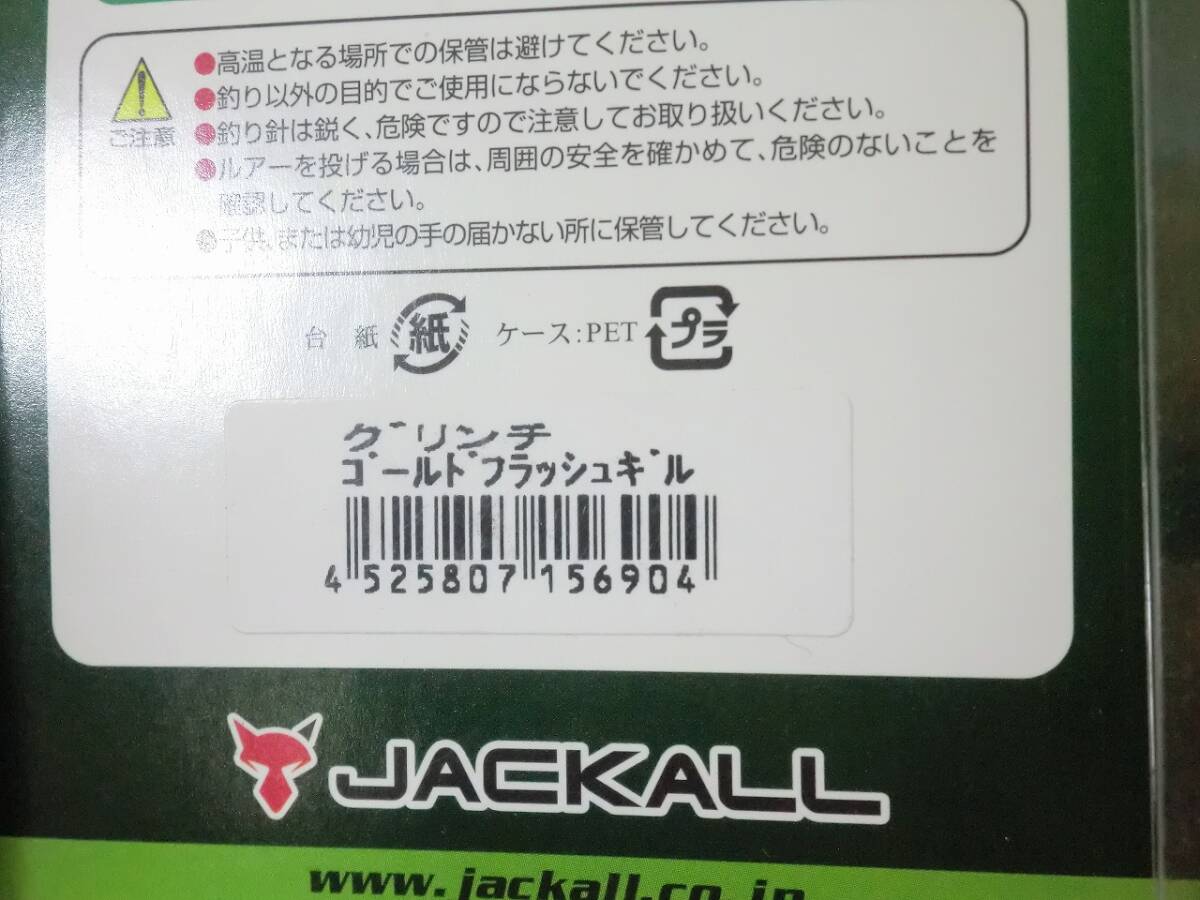 ●高温となる場所での保管は避けてください。
●釣り以外の目的でご使用にならないでください。
●釣り針は鋭く、危険ですので注意してお取り扱いください。
●ルアーを投げる場合は、周囲の安全を確かめて、危険のないことを
確認してください。
●子供、または幼児の手の届かない所に保管してください。
ご注意
台 紙 紙 ケース:PET プラ
グリンチ
ゴールドフラッシュギル
4 525807 156904
JACKALL
www.jackall.co.jp